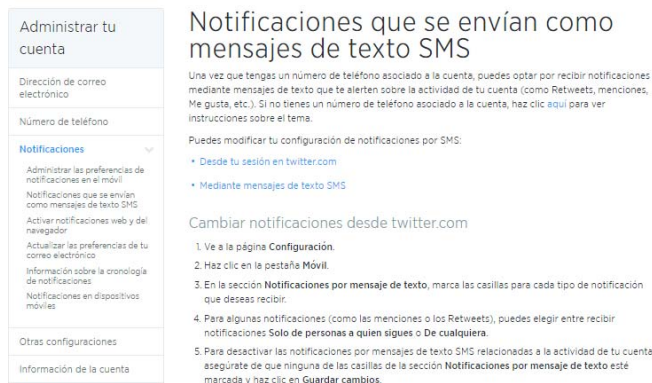 Administrar tu
cuenta
Dirección de correo
electrónico
Número de teléfono
Notificaciones
Administrar las preferencias de
notificaciones en el móvil
Notificaciones que se envían
como mensajes de texto SMS
Activar notificaciones web y del
navegador
Actualizar las preferencias de tu
correo electrónico
Información sobre la cronología
de notificaciones
Notificaciones en dispositivos
móviles
Otras configuraciones
Información de la cuenta
Notificaciones que se envían como
mensajes de texto SMS
Una vez que tengas un número de teléfono asociado a la cuenta, puedes optar por recibir notificaciones
mediante mensajes de texto que te alerten sobre la actividad de tu cuenta (como Retweets, menciones,
Me gusta, etc.). Si no tienes un número de teléfono asociado a la cuenta, haz clic aquí para ver
instrucciones sobre el tema.
Puedes modificar tu configuración de notificaciones por SMS:
• Desde tu sesión en twitter.com
• Mediante mensajes de texto SMS
Cambiar notificaciones desde twitter.com
1. Ve a la página Configuración.
2. Haz clic en la pestaña Móvil.
3. En la sección Notificaciones por mensaje de texto, marca las casillas para cada tipo de notificación
que deseas recibir.
4. Para algunas notificaciones (como las menciones o los Retweets), puedes elegir entre recibir
notificaciones Solo de personas a quien sigues o De cualquiera.
5. Para desactivar las notificaciones por mensajes de texto SMS relacionadas a la actividad de tu cuenta
asegúrate de que ninguna de las casillas de la sección Notificaciones por mensaje de texto esté
marcada y haz clic en Guardar cambios.